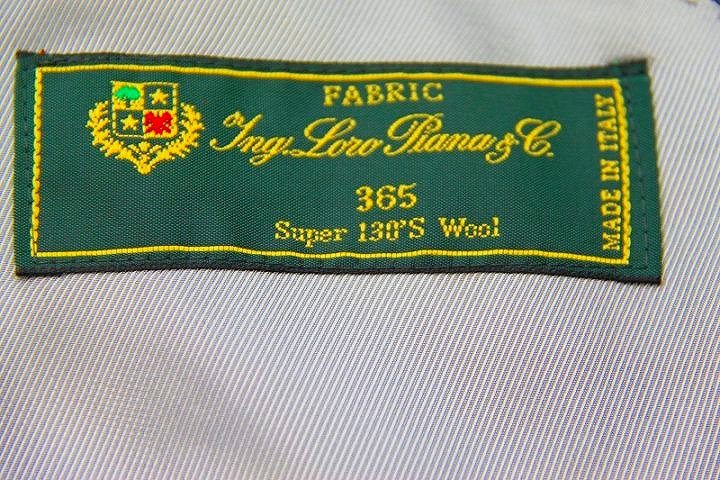 FABRIC
Ing. Loro Piana & C.
365
Super 130'S Wool
MADE IN ITALY